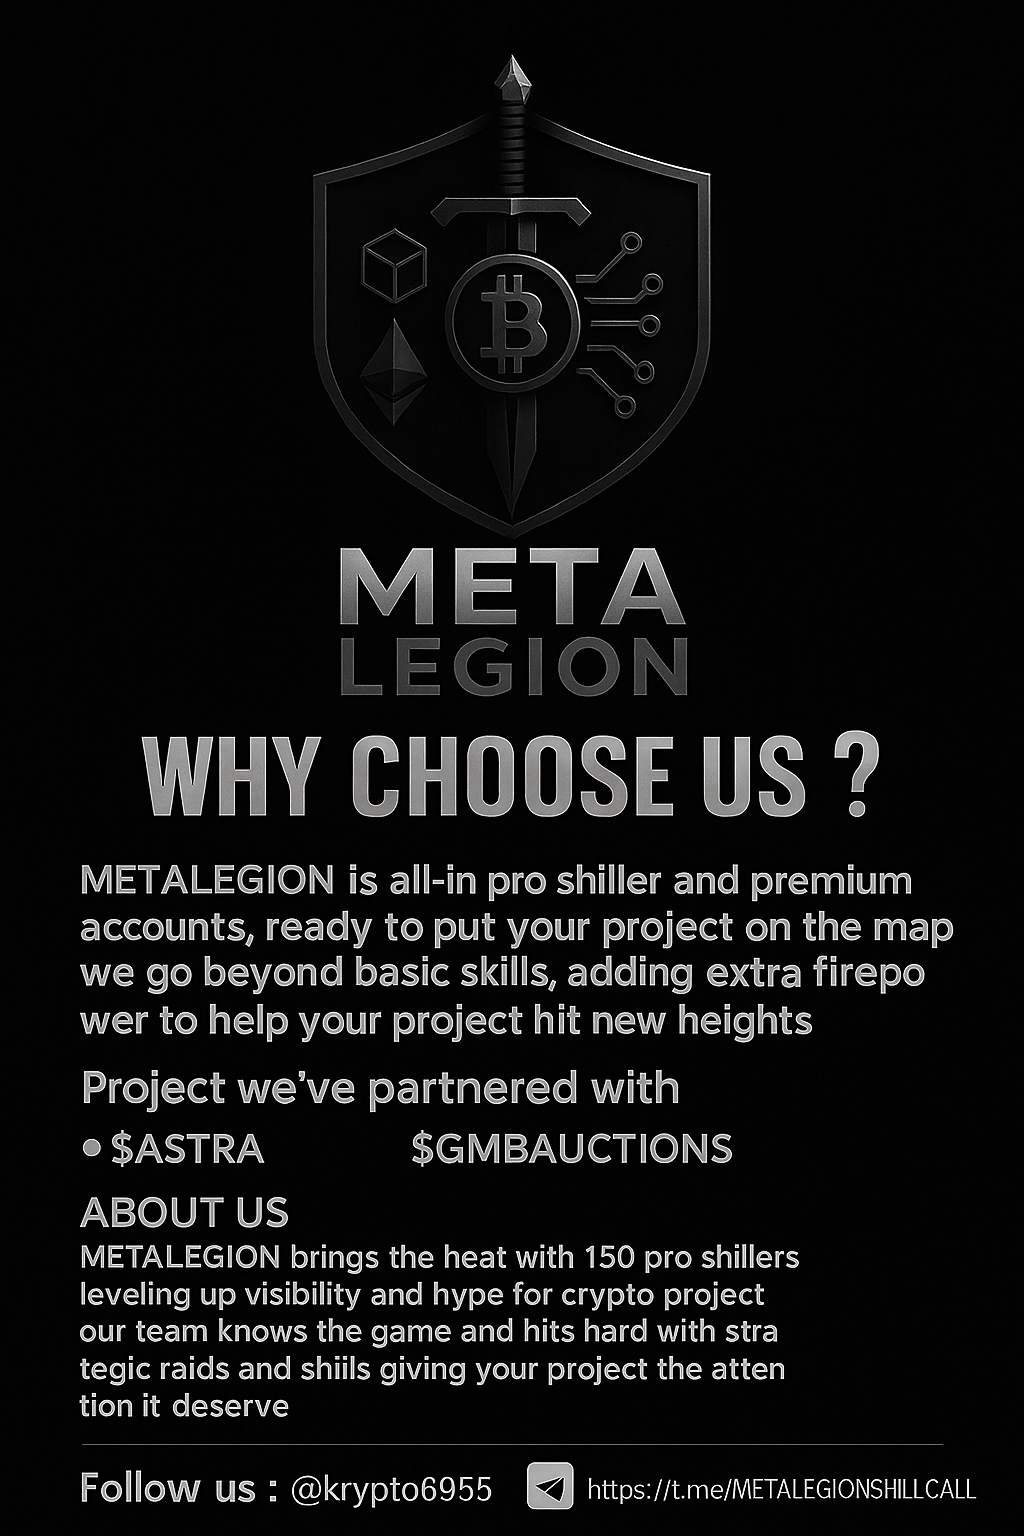 META
LEGION
WHY CHOOSE US ?
METALEGION is all-in pro shiller and premium
accounts, ready to put your project on the map
we go beyond basic skills, adding extra firepo
wer to help your project hit new heights
Project we've partnered with
• $ASTRA $GMBAUCTIONS
ABOUT US
METALEGION brings the heat with 150 pro shillers
leveling up visibility and hype for crypto project
our team knows the game and hits hard with stra
tegic raids and shiils giving your project the atten
tion it deserve
Follow us : @krypto6955 https://t.me/METALEGIONSHILLCALL